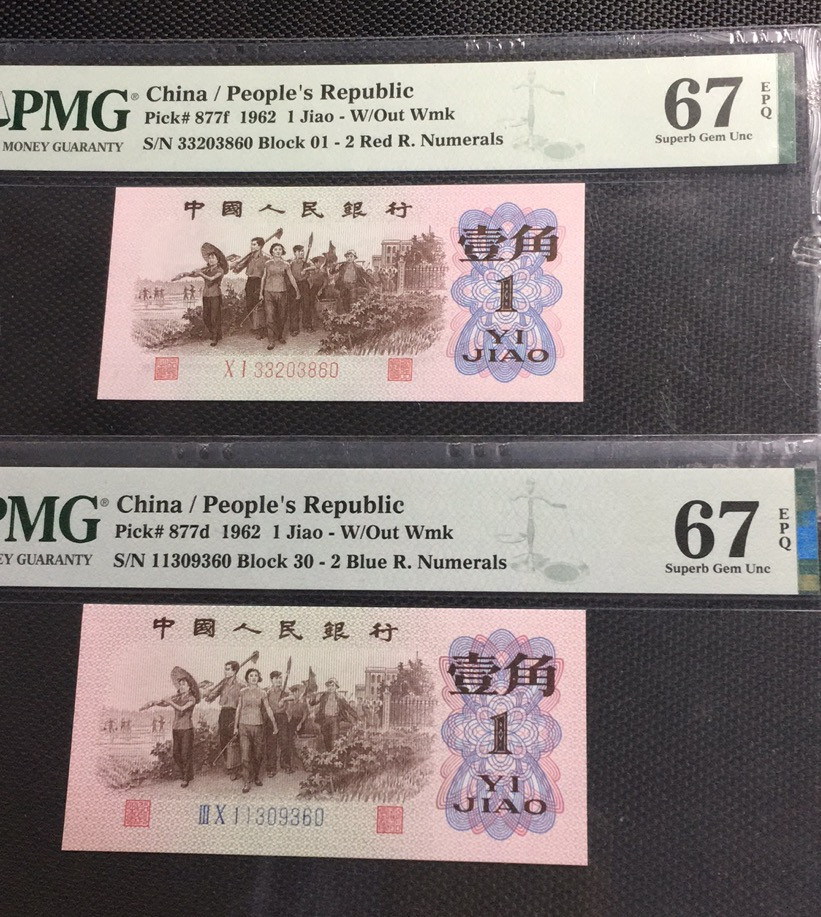 PMG® China / People's Republic
Pick# 877f 1962 1 Jiao - W/Out Wmk
MONEY GUARANTY S/N 33203860 Block 01 - 2 Red R. Numerals
67 EPQ
Superb Gem Unc
中國人民銀行
壹角
1
YI
JIAO
X I 33203860
PMG® China / People's Republic
Pick# 877d 1962 1 Jiao - W/Out Wmk
EY GUARANTY S/N 11309360 Block 30 - 2 Blue R. Numerals
67 EPQ
Superb Gem Unc
中國人民銀行
壹角
1
YI
JIAO
III X 11309360